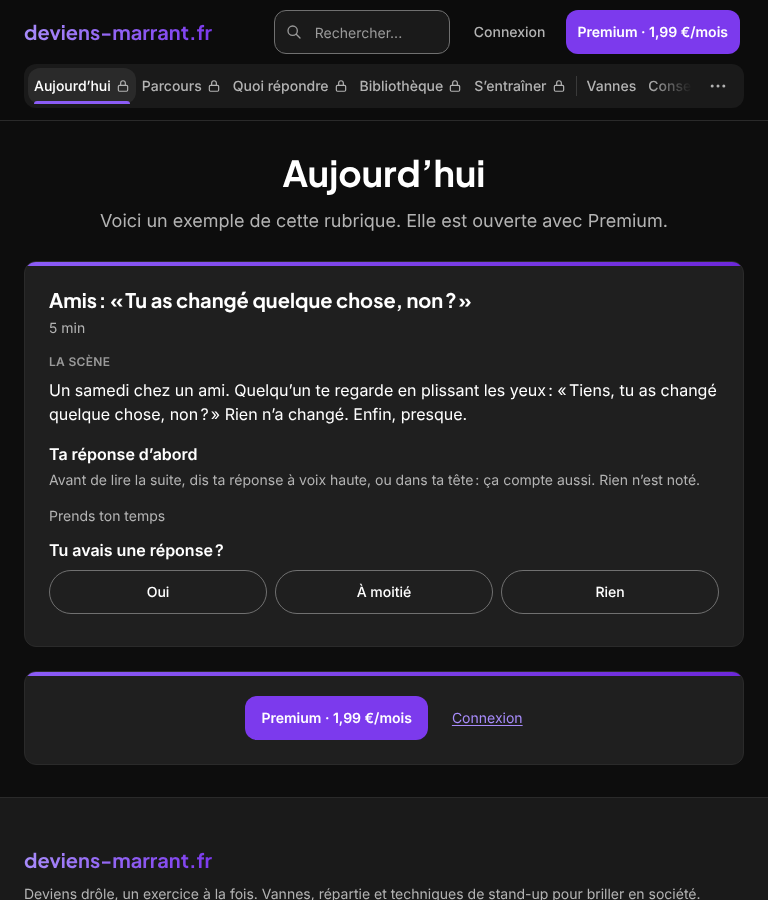 deviens-marrant.fr
Rechercher...
Connexion
Premium · 1,99 €/mois
Aujourd’hui
Parcours
Quoi répondre
Bibliothèque
S’entraîner
Vannes
Conse
Aujourd’hui
Voici un exemple de cette rubrique. Elle est ouverte avec Premium.
Amis : « Tu as changé quelque chose, non ? »
5 min
LA SCÈNE
Un samedi chez un ami. Quelqu’un te regarde en plissant les yeux : « Tiens, tu as changé
quelque chose, non ? » Rien n’a changé. Enfin, presque.
Ta réponse d’abord
Avant de lire la suite, dis ta réponse à voix haute, ou dans ta tête : ça compte aussi. Rien n’est noté.
Prends ton temps
Tu avais une réponse ?
Oui
À moitié
Rien
Premium · 1,99 €/mois
Connexion
deviens-marrant.fr
Deviens drôle, un exercice à la fois. Vannes, répartie et techniques de stand-up pour briller en société.